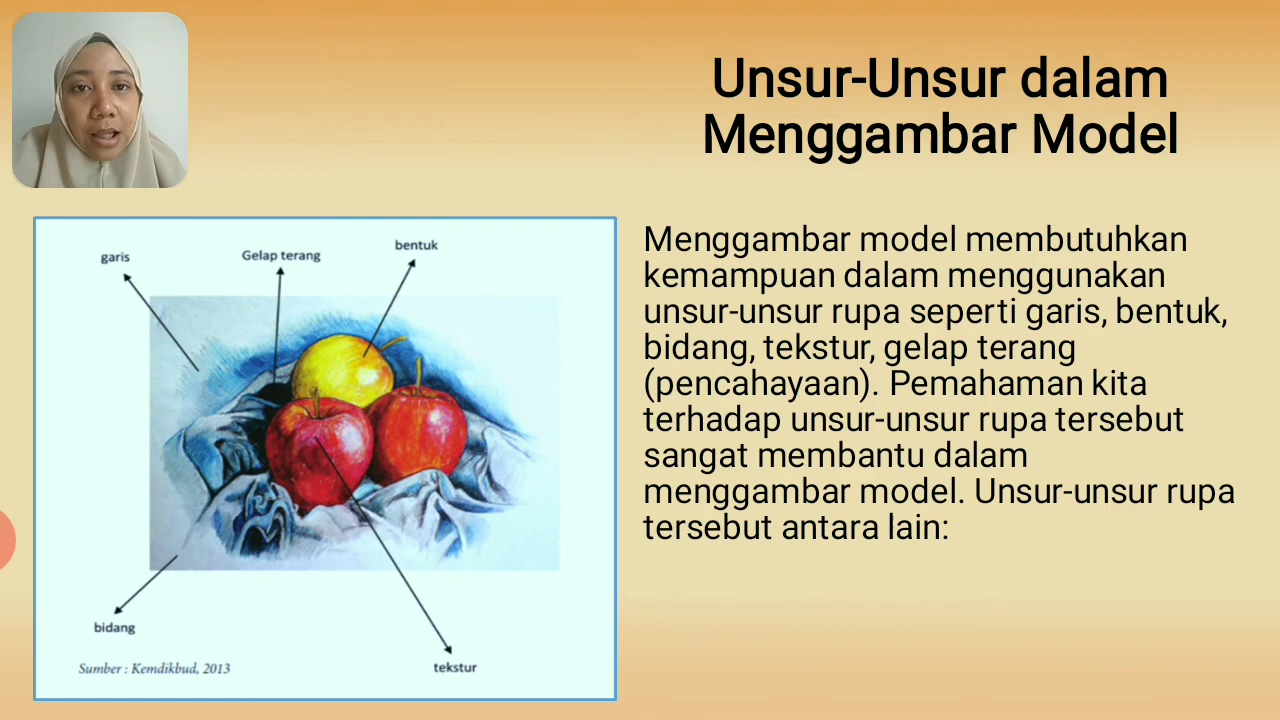 Unsur-Unsur dalam
Menggambar Model
garis
Gelap terang
bentuk
bidang
tekstur
Sumber : Kemdikbud, 2013
Menggambar model membutuhkan
kemampuan dalam menggunakan
unsur-unsur rupa seperti garis, bentuk,
bidang, tekstur, gelap terang
(pencahayaan). Pemahaman kita
terhadap unsur-unsur rupa tersebut
sangat membantu dalam
menggambar model. Unsur-unsur rupa
tersebut antara lain: